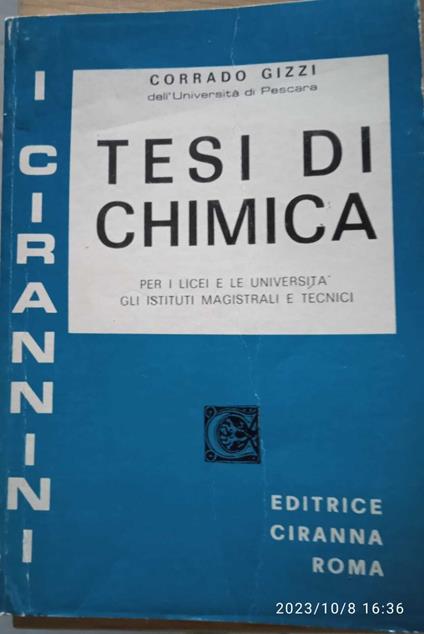 CORRADO GIZZI
dell'Università di Pescara
TESI DI
CHIMICA
PER I LICEI E LE UNIVERSITA'
GLI ISTITUTI MAGISTRALI E TECNICI
I CIRANNINI
EDITRICE
CIRANNA
ROMA
2023/10/8 16:36